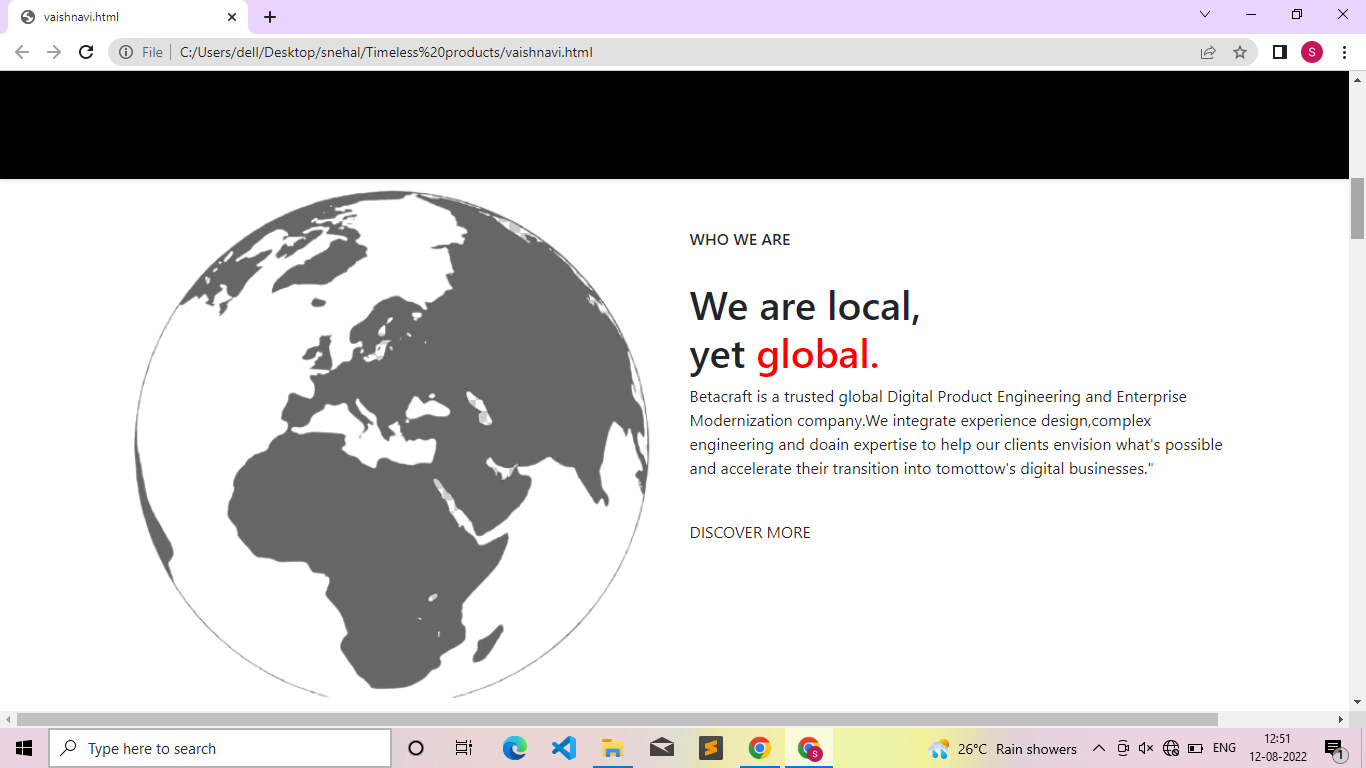 vaishnavi.html
File
C:/Users/dell/Desktop/snehal/Timeless%20products/vaishnavi.html
S
WHO WE ARE
We are local,
yet global.
Betacraft is a trusted global Digital Product Engineering and Enterprise
Modernization company.We integrate experience design,complex
engineering and doain expertise to help our clients envision what's possible
and accelerate their transition into tomottow's digital businesses."
DISCOVER MORE
Type here to search
S
S
26°C Rain showers
ENG
12:51
12-08-2022
1